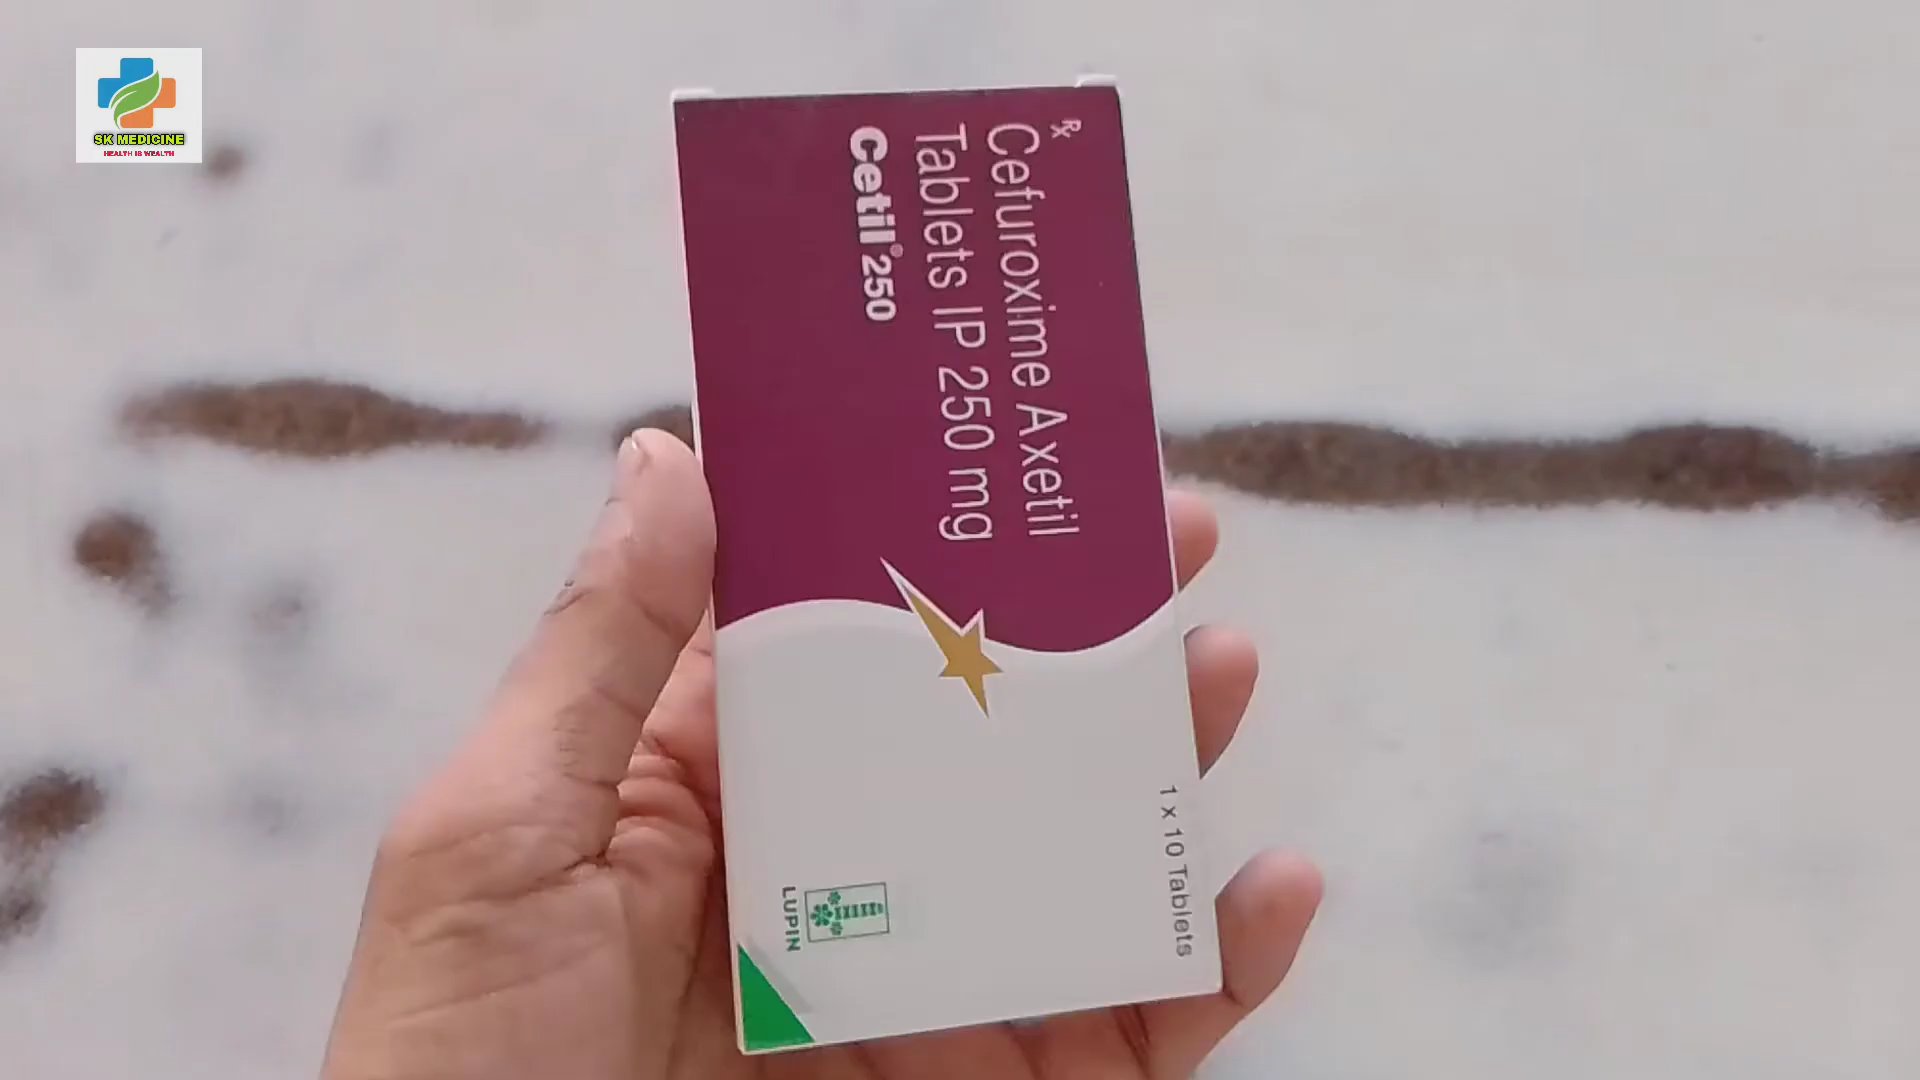 SK MEDICINE
HEALTH IS WEALTH
Rx
Cefuroxime Axetil
Tablets IP 250 mg
Cetil® 250
1 x 10 Tablets
LUPIN